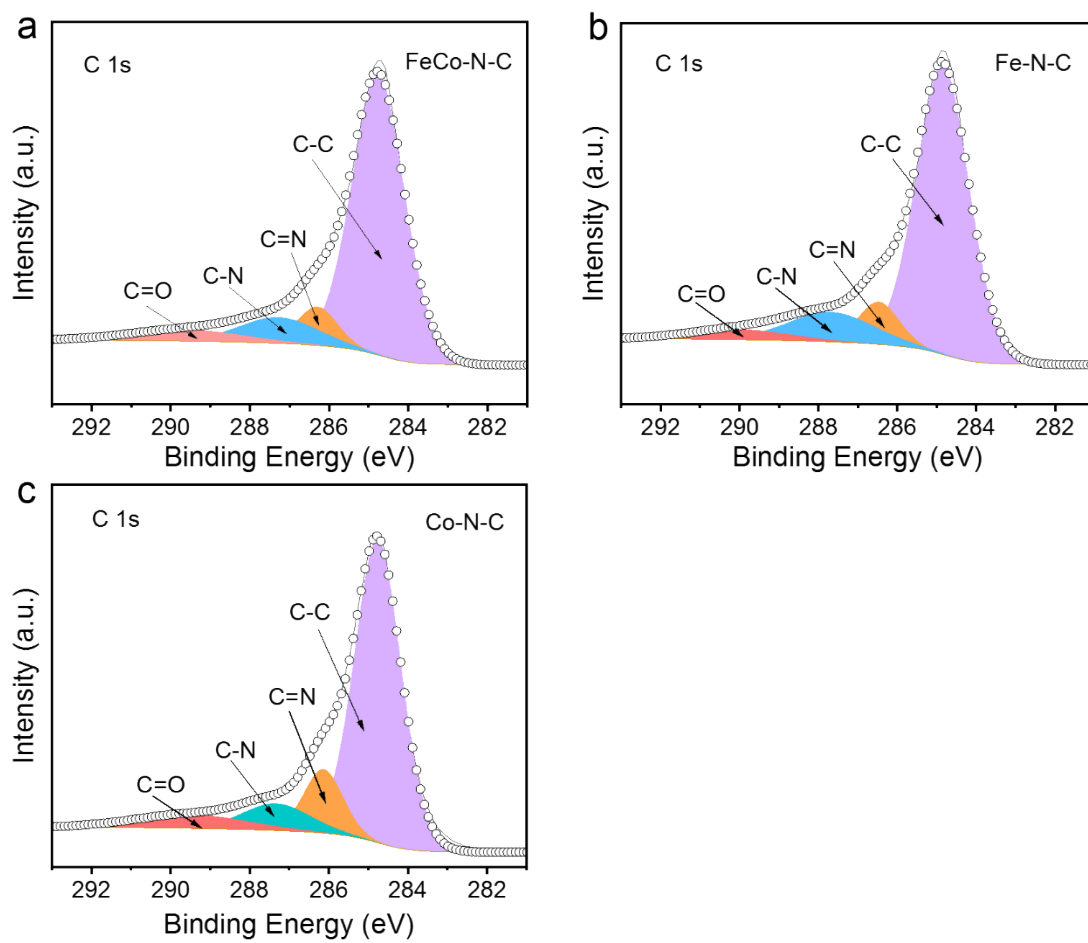 a
C 1s
FeCo-N-C
C-C
C=N
C-N
C=O
Intensity (a.u.)
292 290 288 286 284 282
Binding Energy (eV)
b
C 1s
Fe-N-C
C-C
C=N
C-N
C=O
Intensity (a.u.)
292 290 288 286 284 282
Binding Energy (eV)
c
C 1s
Co-N-C
C-C
C=N
C-N
C=O
Intensity (a.u.)
292 290 288 286 284 282
Binding Energy (eV)